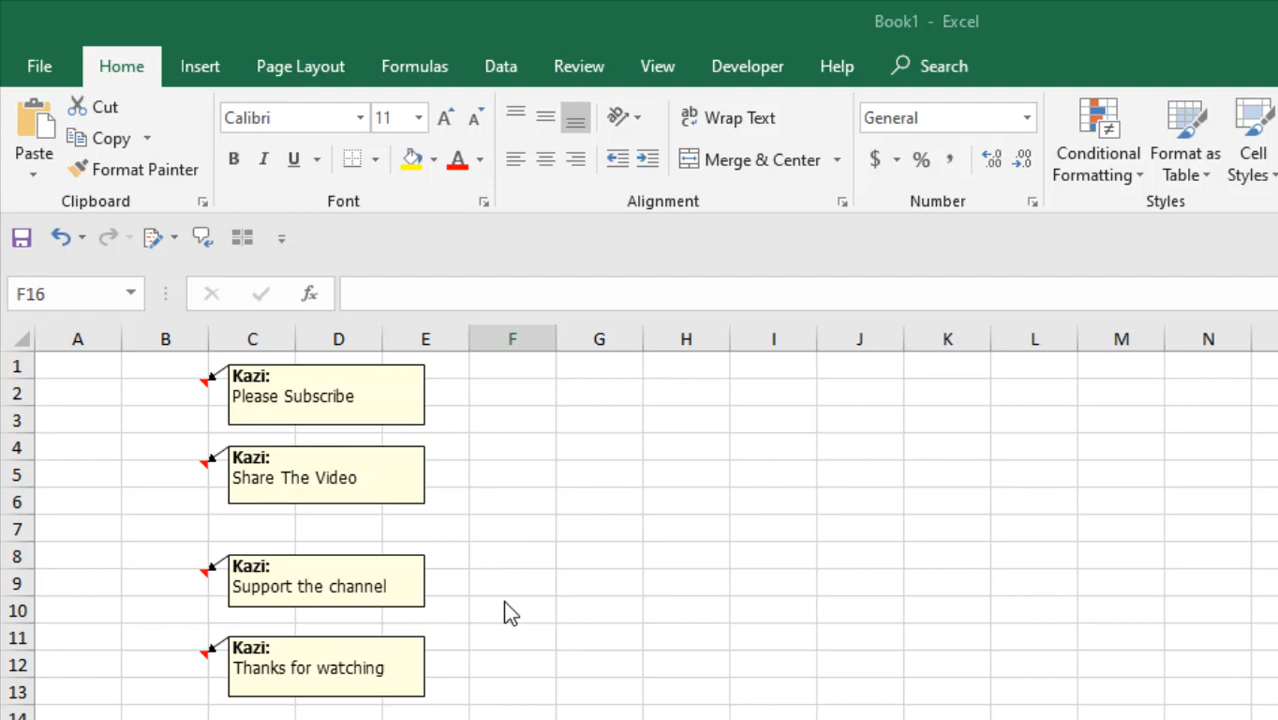 Book1 - Excel
File Home Insert Page Layout Formulas Data Review View Developer Help Search
Cut
Copy
Format Painter
Paste
Clipboard
Calibri 11
B I U A
Font
Wrap Text
Merge & Center
Alignment
General
$ % ,
Number
Conditional Formatting
Format as Table
Cell Styles
Styles
F16 fx
A B C D E F G H I J K L M N
1
2
3
4
5
6
7
8
9
10
11
12
13
14
Kazi:
Please Subscribe
Kazi:
Share The Video
Kazi:
Support the channel
Kazi:
Thanks for watching